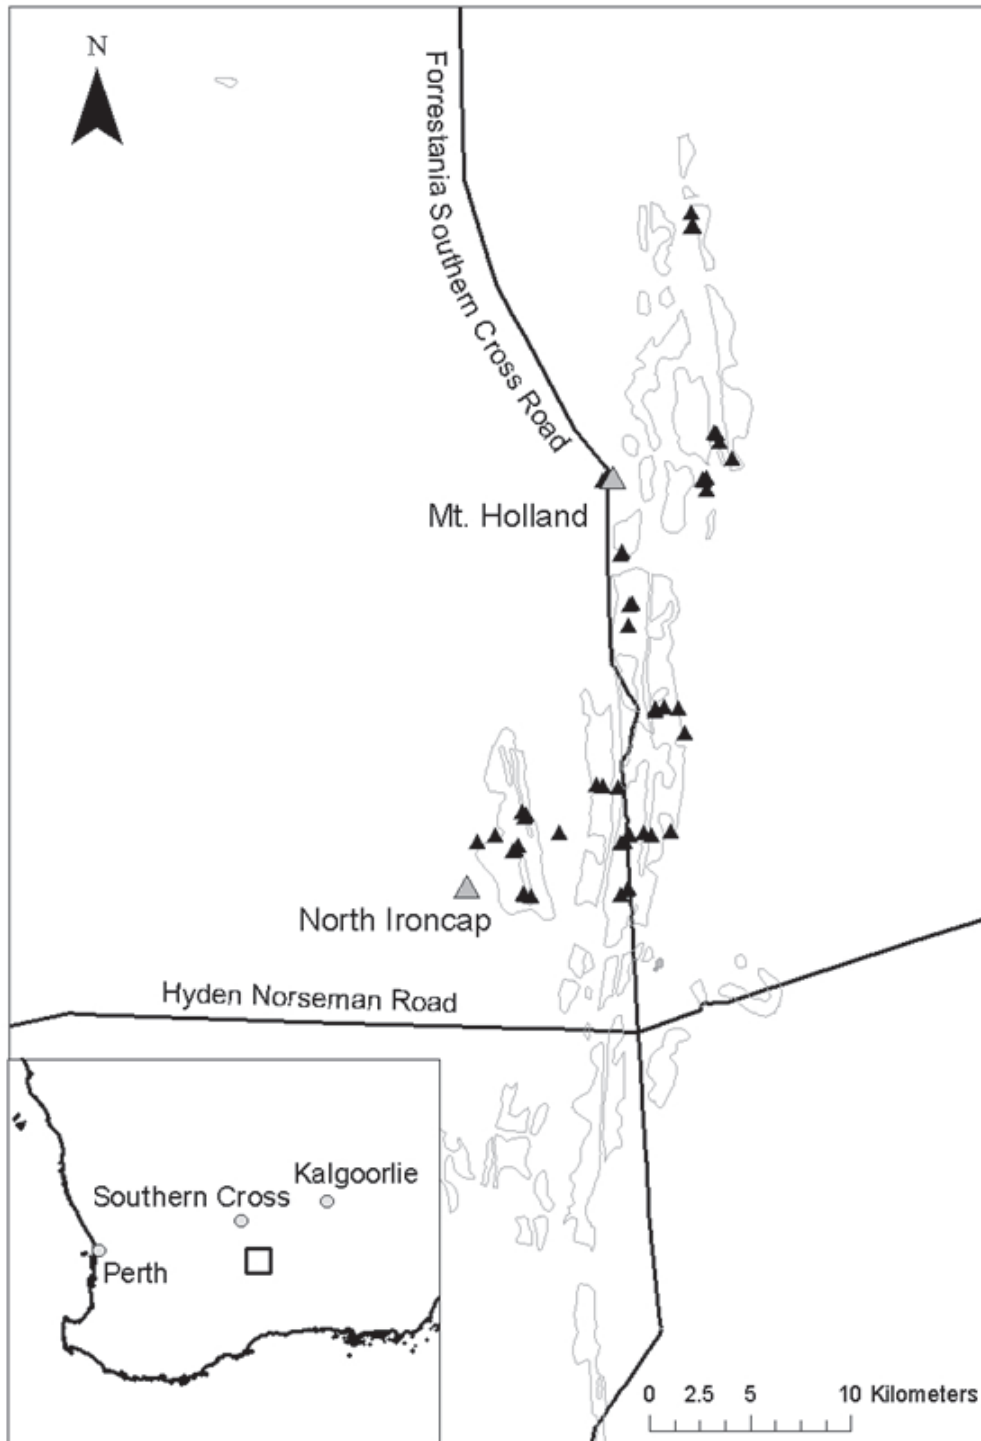 N
Forrestania Southern Cross Road
Mt. Holland
North Ironcap
Hyden Norseman Road
Kalgoorlie
Southern Cross
Perth
0 2.5 5 10 Kilometers